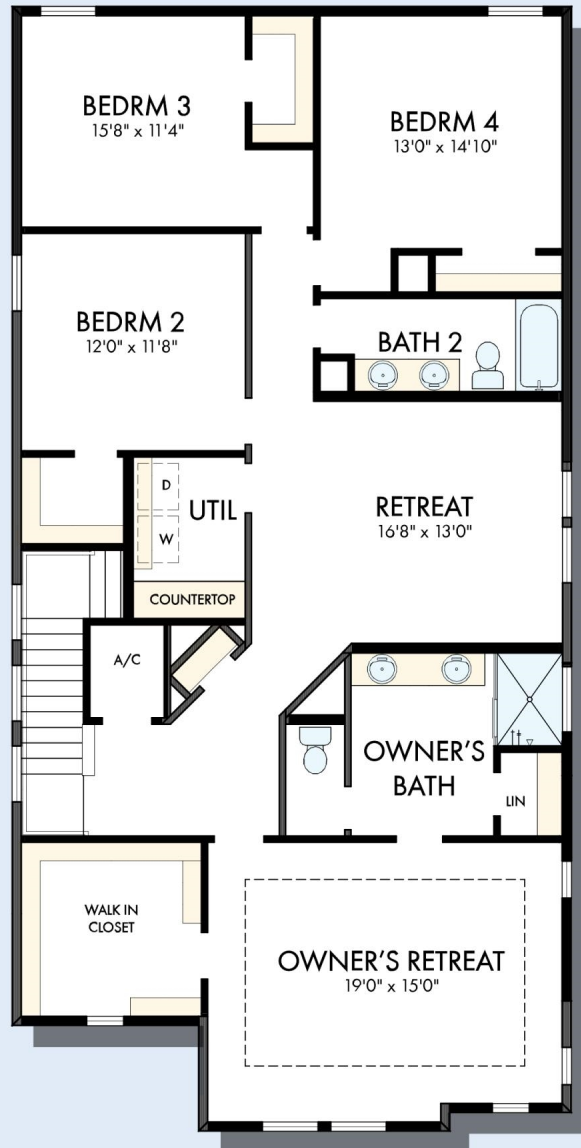 BEDRM 3
15'8" x 11'4"
BEDRM 4
13'0" x 14'10"
BEDRM 2
12'0" x 11'8"
BATH 2
D
UTIL
W
COUNTERTOP
RETREAT
16'8" x 13'0"
A/C
OWNER'S
BATH
LIN
WALK IN
CLOSET
OWNER'S RETREAT
19'0" x 15'0"